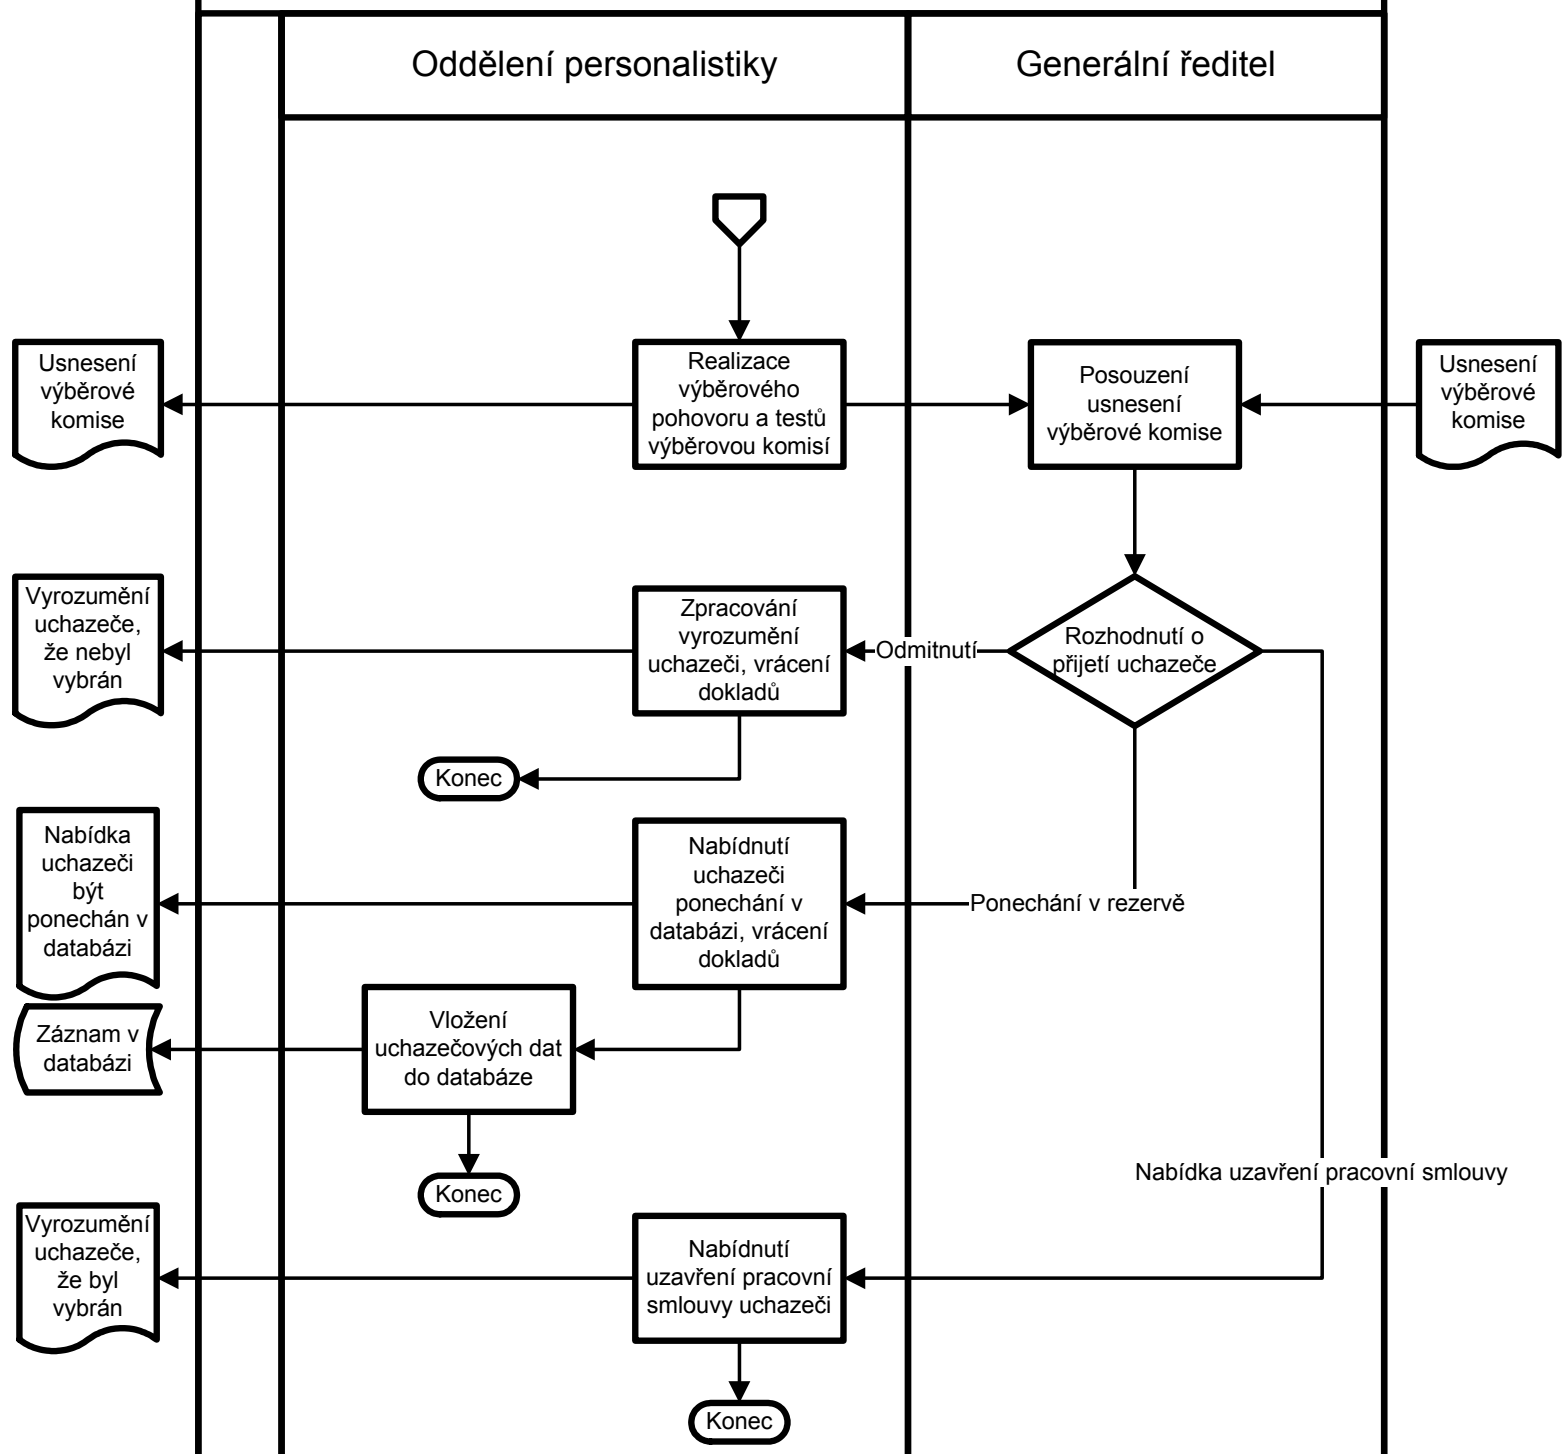 Oddělení personalistiky
Generální ředitel
Usnesení
výběrové
komise
Realizace
výběrového
pohovoru a testů
výběrovou komisí
Posouzení
usnesení
výběrové komise
Usnesení
výběrové
komise
Vyrozumění
uchazeče,
že nebyl
vybrán
Zpracování
vyrozumění
uchazeči, vrácení
dokladů
Odmitnutí
Rozhodnutí o
přijetí uchazeče
Konec
Nabídka
uchazeči
být
ponechán v
databázi
Nabídnutí
uchazeči
ponechání v
databázi, vrácení
dokladů
Ponechání v rezervě
Záznam v
databázi
Vložení
uchazečových dat
do databáze
Konec
Nabídka uzavření pracovní smlouvy
Vyrozumění
uchazeče,
že byl
vybrán
Nabídnutí
uzavření pracovní
smlouvy uchazeči
Konec